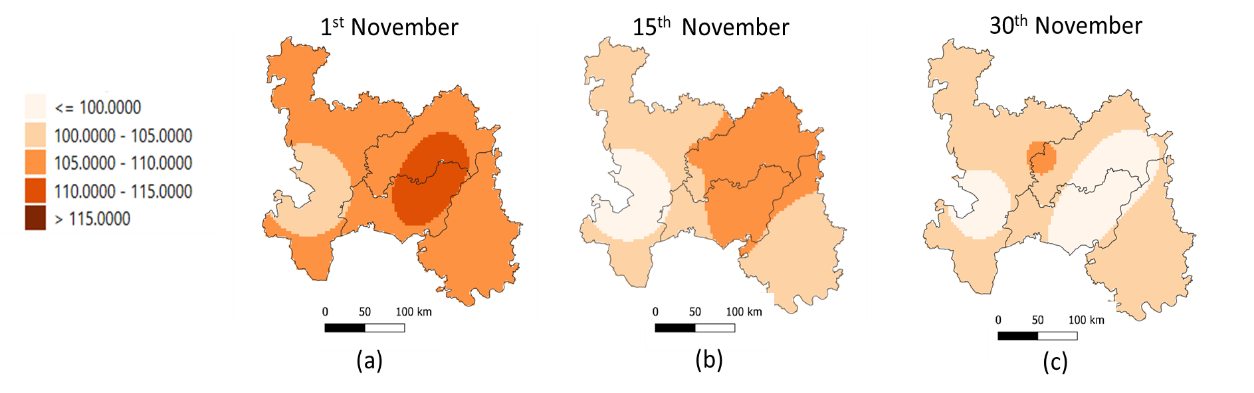 1st November
15th November
30th November
<= 100.0000
100.0000 - 105.0000
105.0000 - 110.0000
110.0000 - 115.0000
> 115.0000
0 50 100 km
0 50 100 km
0 50 100 km
(a)
(b)
(c)